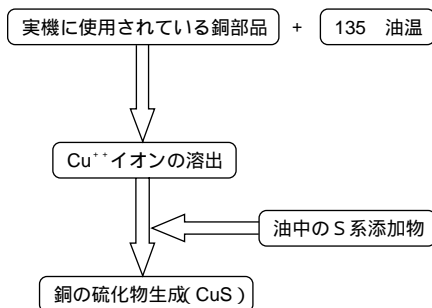 実機に使用されている銅部品 + 135 油温
Cu⁺⁺イオンの溶出
油中のS系添加物
銅の硫化物生成(CuS)